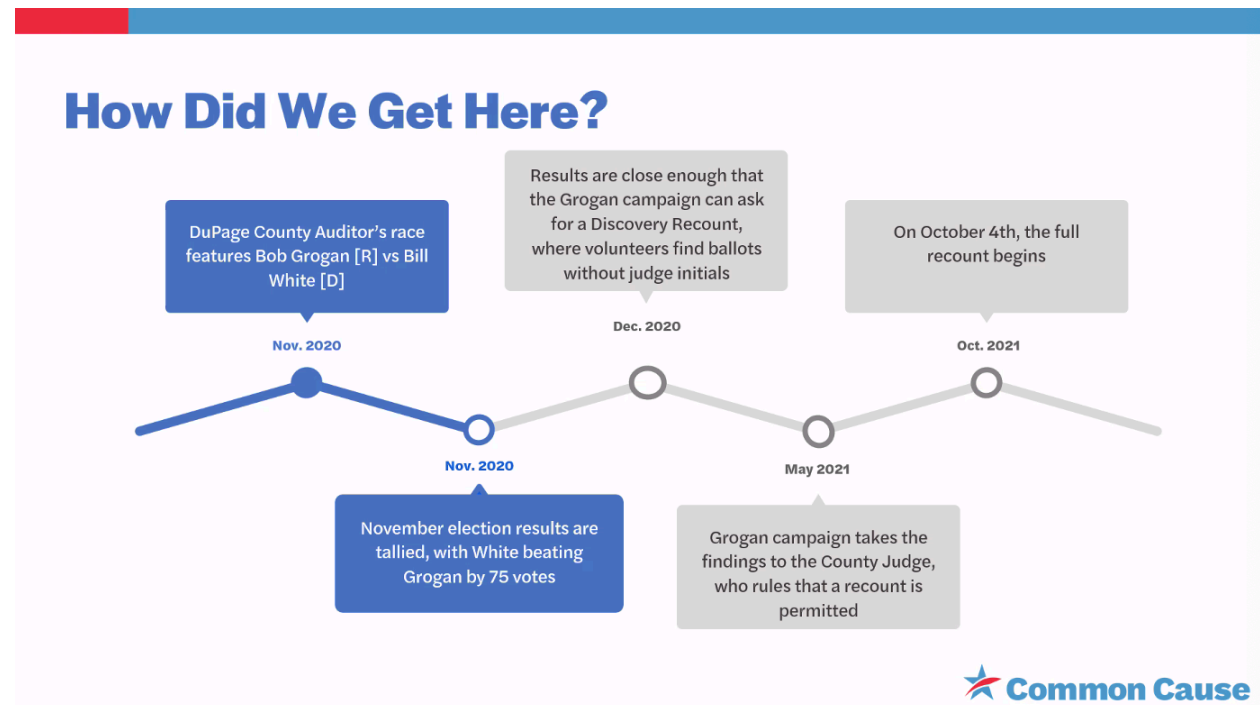 How Did We Get Here?
DuPage County Auditor's race
features Bob Grogan [R] vs Bill
White [D]
Nov. 2020
Nov. 2020
November election results are
tallied, with White beating
Grogan by 75 votes
Results are close enough that
the Grogan campaign can ask
for a Discovery Recount,
where volunteers find ballots
without judge initials
Dec. 2020
May 2021
Grogan campaign takes the
findings to the County Judge,
who rules that a recount is
permitted
On October 4th, the full
recount begins
Oct. 2021
Common Cause